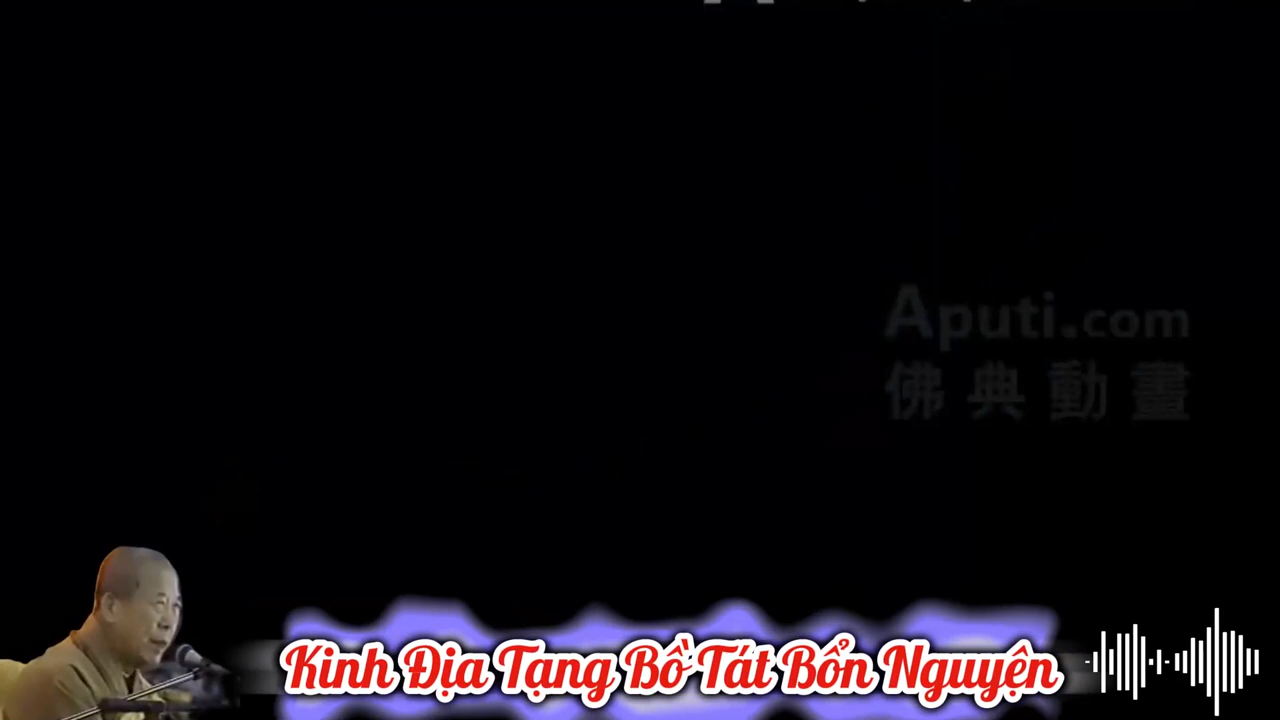 Aputi.com
佛典動畫
Kinh Địa Tạng Bồ Tát Bổn Nguyện